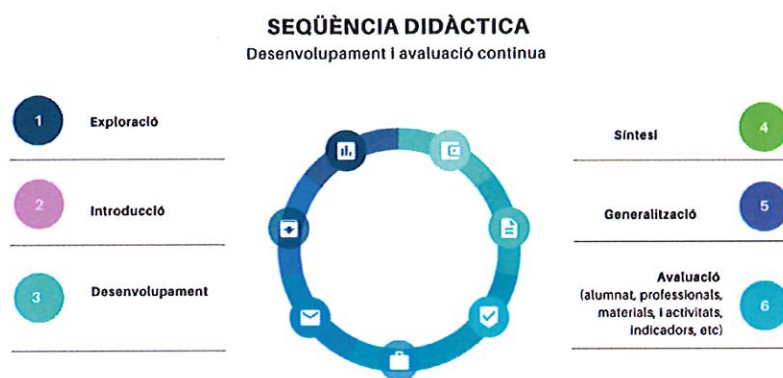 SEQÜÈNCIA DIDÀCTICA
Desenvolupament i avaluació continua
1
Exploració
2
Introducció
3
Desenvolupament
Síntesi
4
Generalització
5
Avaluació
(alumnat, professionals,
materials, i activitats,
indicadors, etc)
6